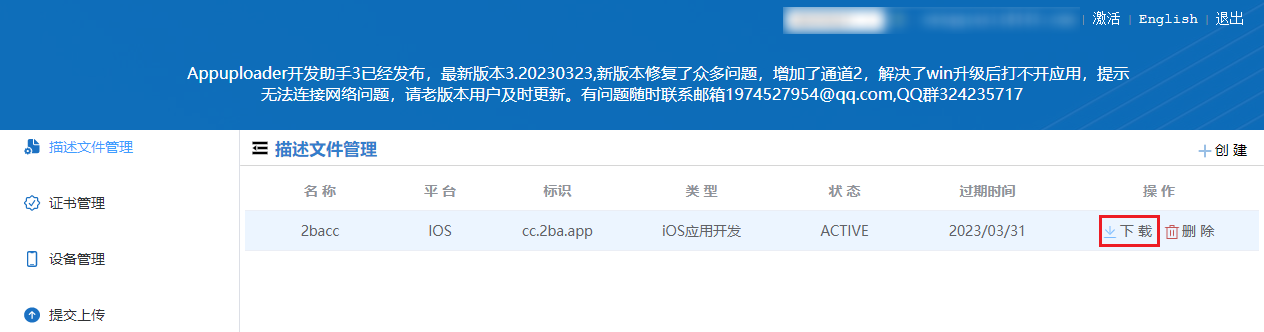 激活 | English | 退出
Appuploader开发助手3已经发布，最新版本3.20230323,新版本修复了众多问题，增加了通道2，解决了win升级后打不开应用，提示
无法连接网络问题，请老版本用户及时更新。有问题随时联系邮箱1974527954@qq.com,QQ群324235717
描述文件管理
证书管理
设备管理
提交上传
描述文件管理
创 建
名 称 平 台 标识 类 型 状 态 过期时间 操 作
2bacc IOS cc.2ba.app iOS应用开发 ACTIVE 2023/03/31 下 载 删 除